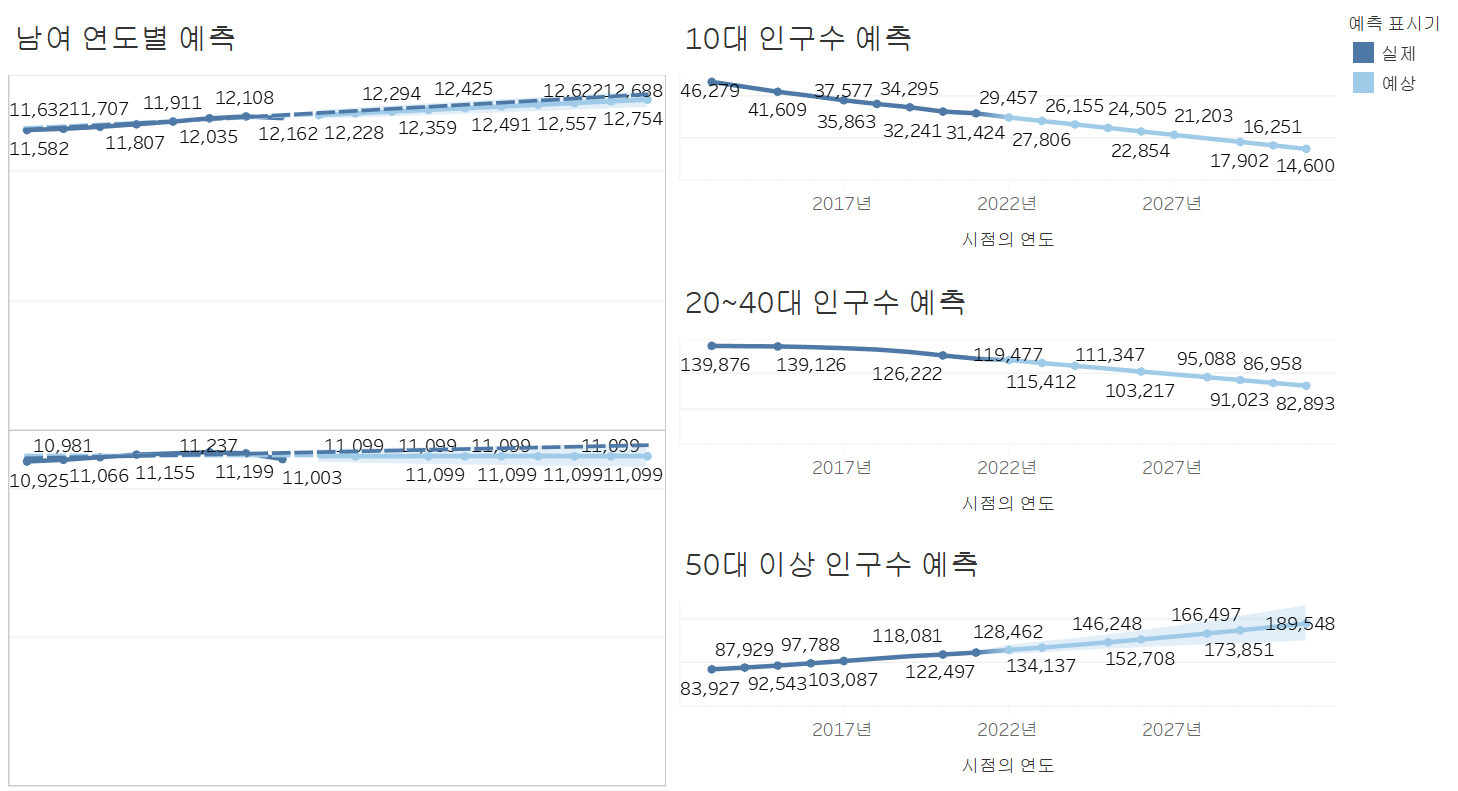 남여 연도별 예측
11,632 11,707 11,911 12,108 12,294 12,425 12,622 12,688
11,582 11,807 12,035 12,162 12,228 12,359 12,491 12,557 12,754
10,981 11,237 11,099 11,099 11,099 11,099
10,925 11,066 11,155 11,199 11,003 11,099 11,099 11,099 11,099
10대 인구수 예측
46,279 37,577 34,295 29,457 26,155 24,505 21,203 16,251
41,609 35,863 32,241 31,424 27,806 22,854 17,902 14,600
2017년 2022년 2027년
시점의 연도
20~40대 인구수 예측
119,477 111,347 95,088 86,958
139,876 139,126 126,222 115,412 103,217 91,023 82,893
2017년 2022년 2027년
시점의 연도
50대 이상 인구수 예측
87,929 97,788 118,081 128,462 146,248 166,497 189,548
83,927 92,543 103,087 122,497 134,137 152,708 173,851
2017년 2022년 2027년
시점의 연도
예측 표시기
실제
예상